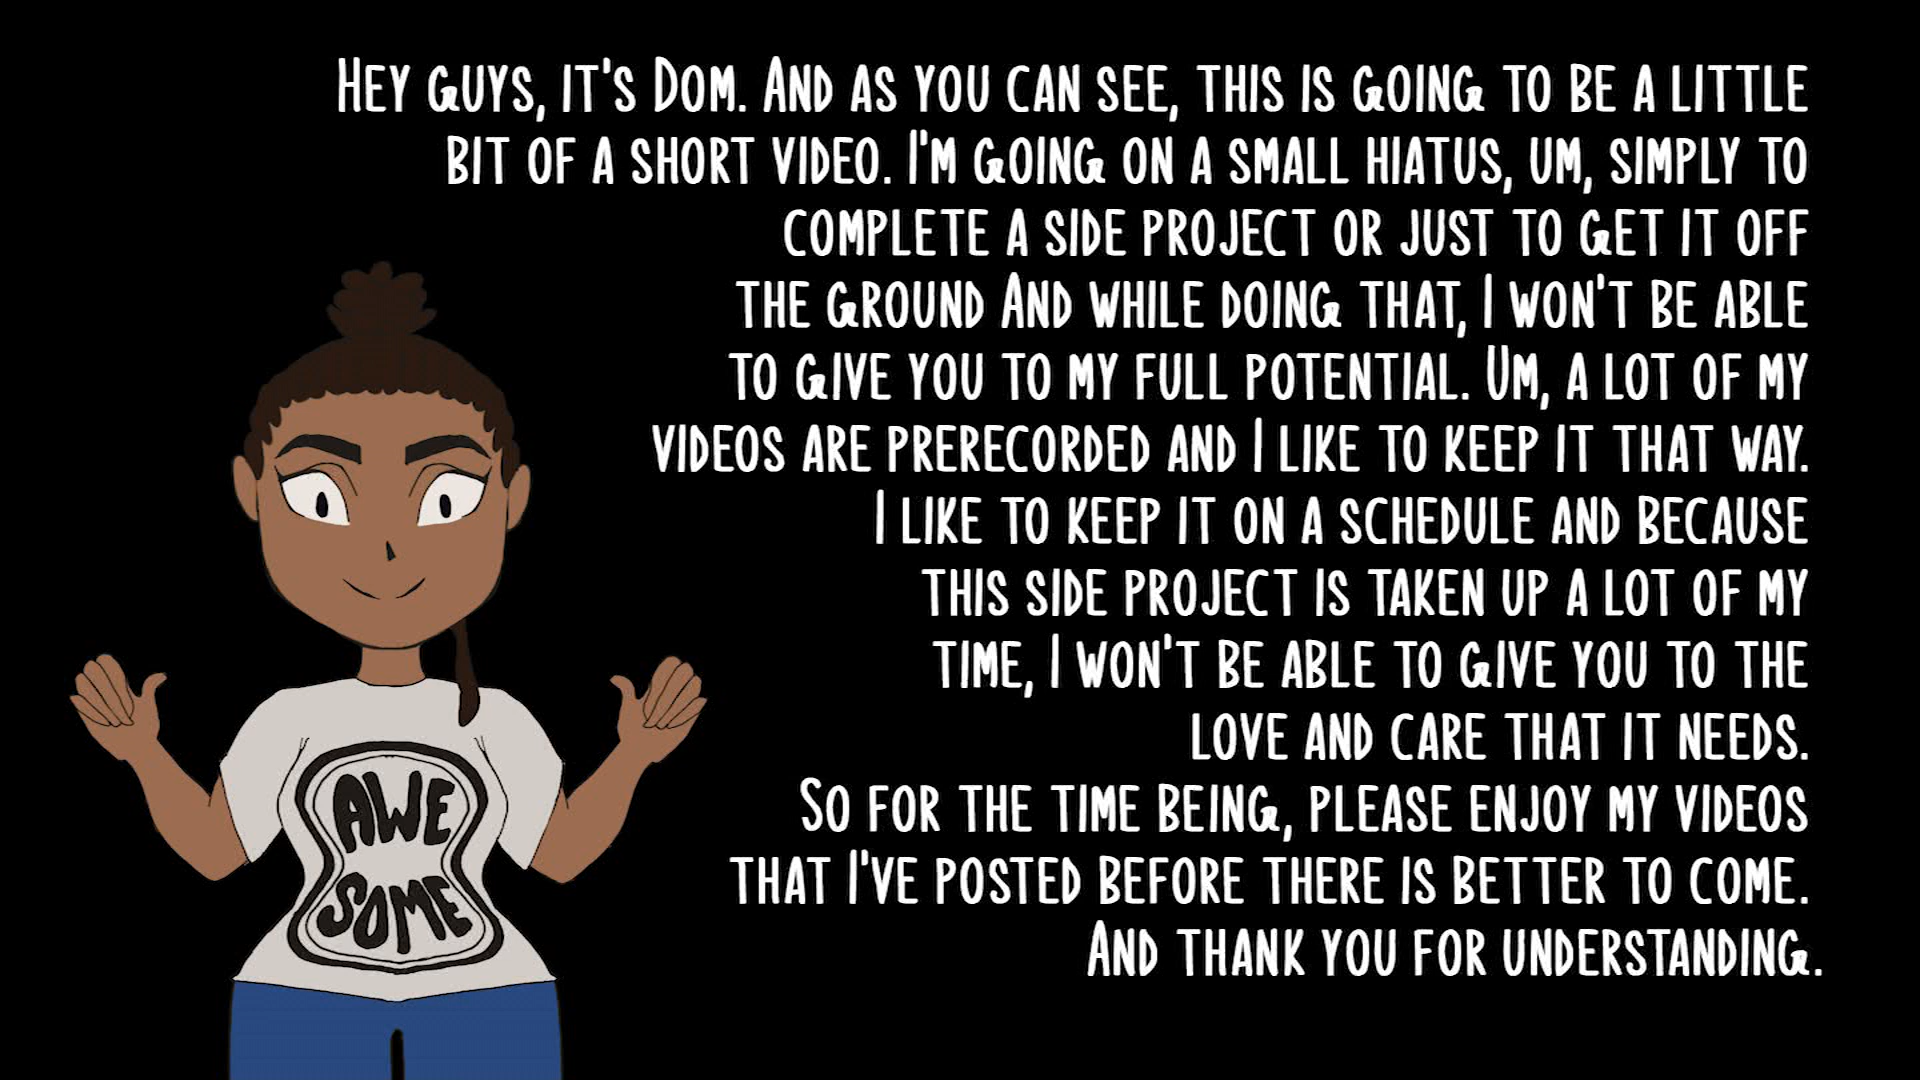 Hey guys, it's Dom. And as you can see, this is going to be a little
bit of a short video. I'm going on a small hiatus, um, simply to
complete a side project or just to get it off
the ground And while doing that, I won't be able
to give you to my full potential. Um, a lot of my
videos are prerecorded and I like to keep it that way.
I like to keep it on a schedule and because
this side project is taken up a lot of my
time, I won't be able to give you to the
love and care that it needs.
So for the time being, please enjoy my videos
that I've posted before there is better to come.
And thank you for understanding.
AWE
SOME